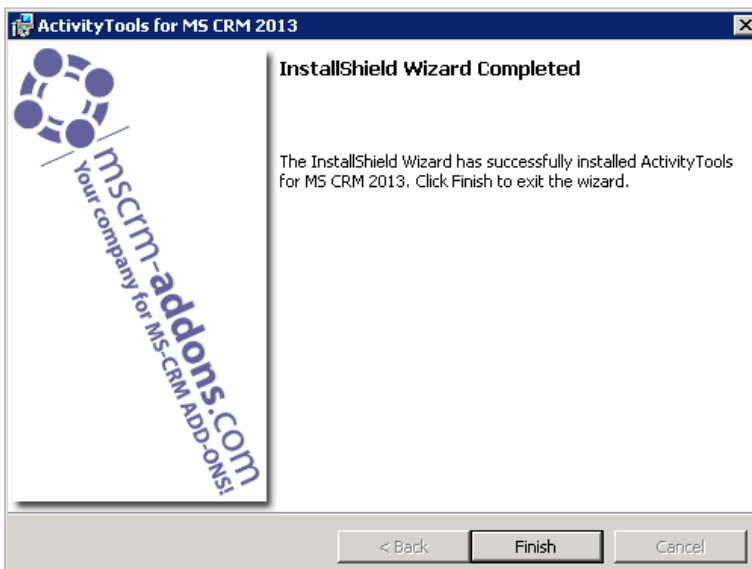 ActivityTools for MS CRM 2013
InstallShield Wizard Completed
The InstallShield Wizard has successfully installed ActivityTools
for MS CRM 2013. Click Finish to exit the wizard.
mscrm-addons.com
Your company for MS-CRM ADD-ONS!
< Back
Finish
Cancel